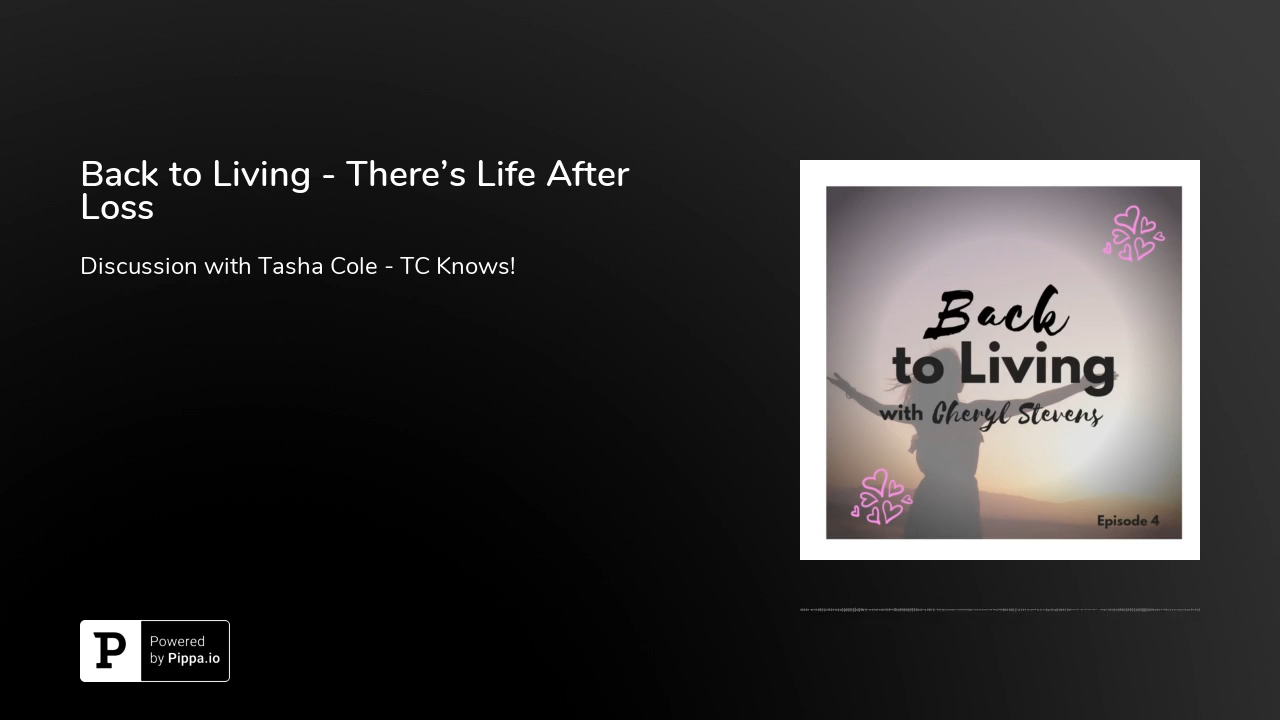 Back to Living - There’s Life After
Loss
Discussion with Tasha Cole - TC Knows!
Back
to Living
with Cheryl Stevens
Episode 4
P
Powered
by Pippa.io